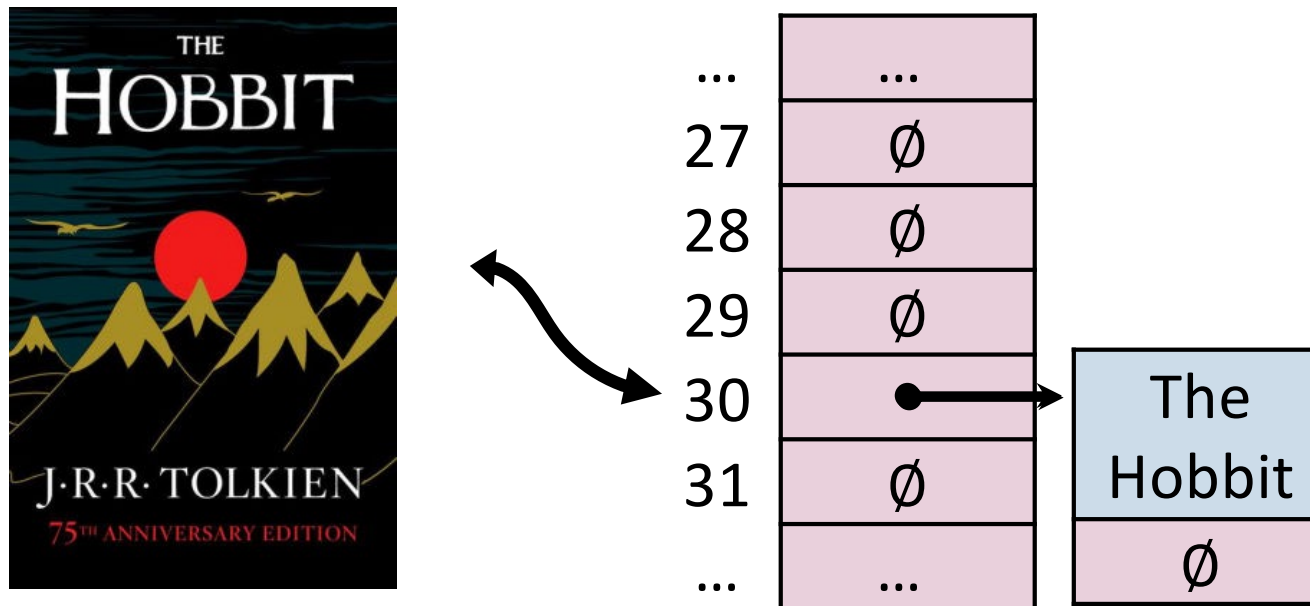 THE
HOBBIT
J·R·R· TOLKIEN
75TH ANNIVERSARY EDITION
... ...
27 Ø
28 Ø
29 Ø
30
31 Ø
... ...
The
Hobbit
Ø